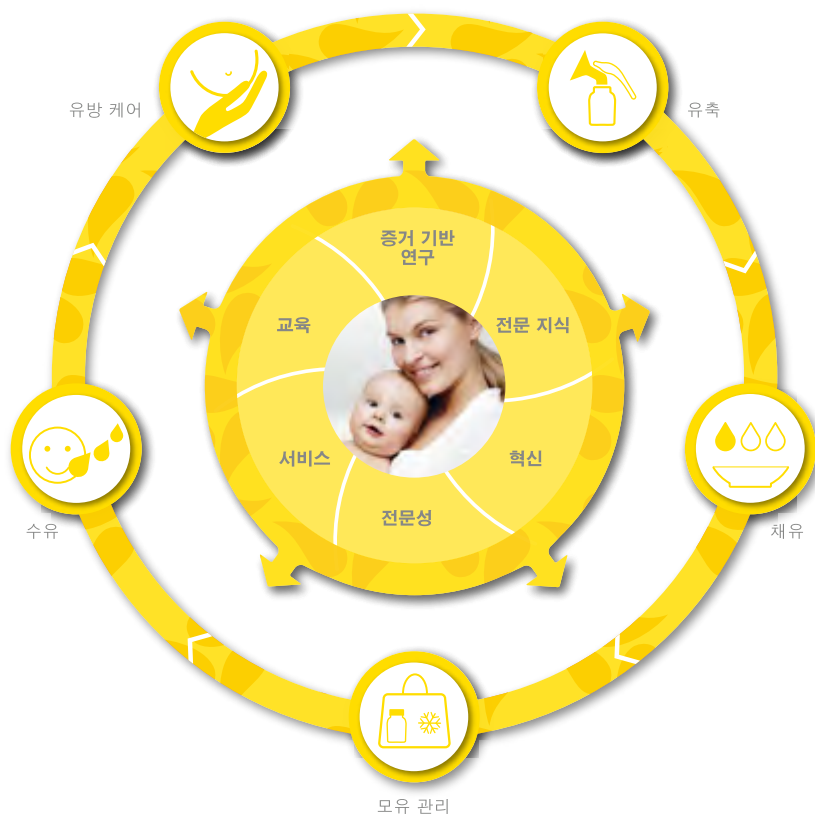 유방 케어
유축
증거 기반
연구
교육
전문 지식
서비스
혁신
전문성
수유
채유
모유 관리